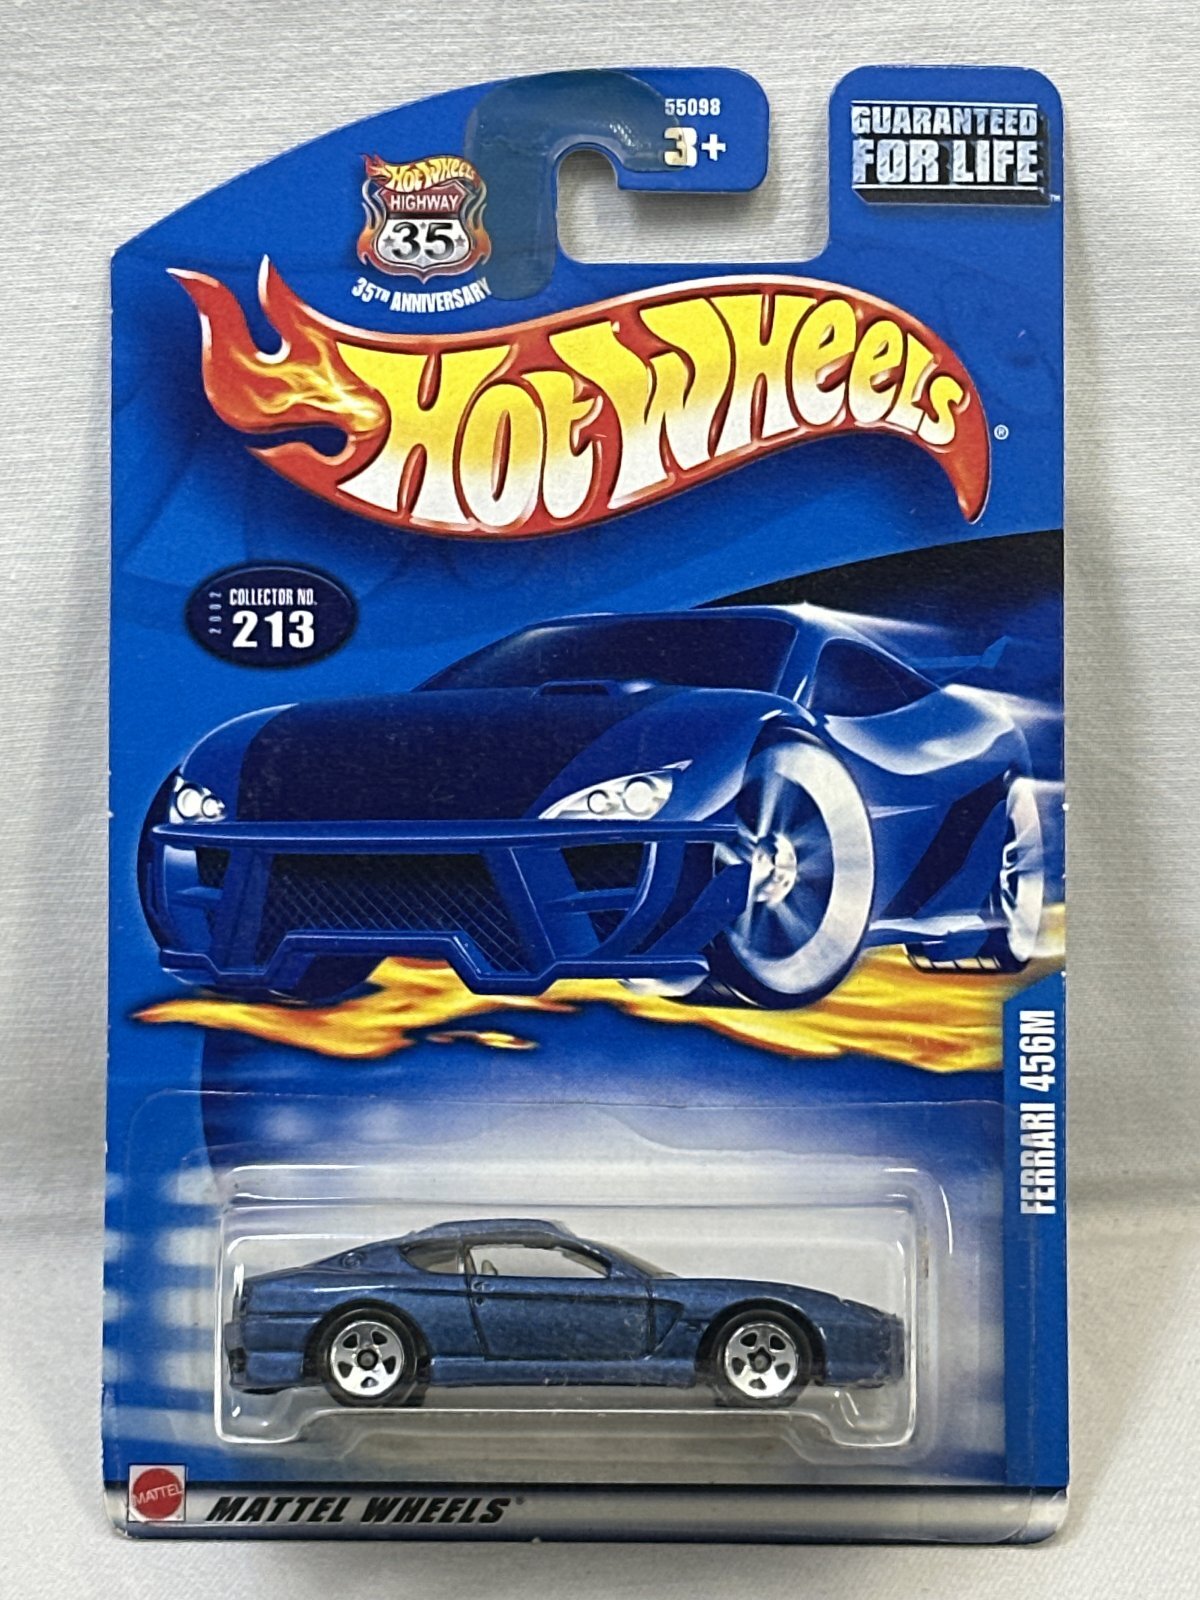 55098
3+
GUARANTEED
FOR LIFE
™
HOT WHEELS
HIGHWAY
35
35TH ANNIVERSARY
HOT WHEELS®
2002
COLLECTOR NO.
213
FERRARI 456M
MATTEL
MATTEL WHEELS®